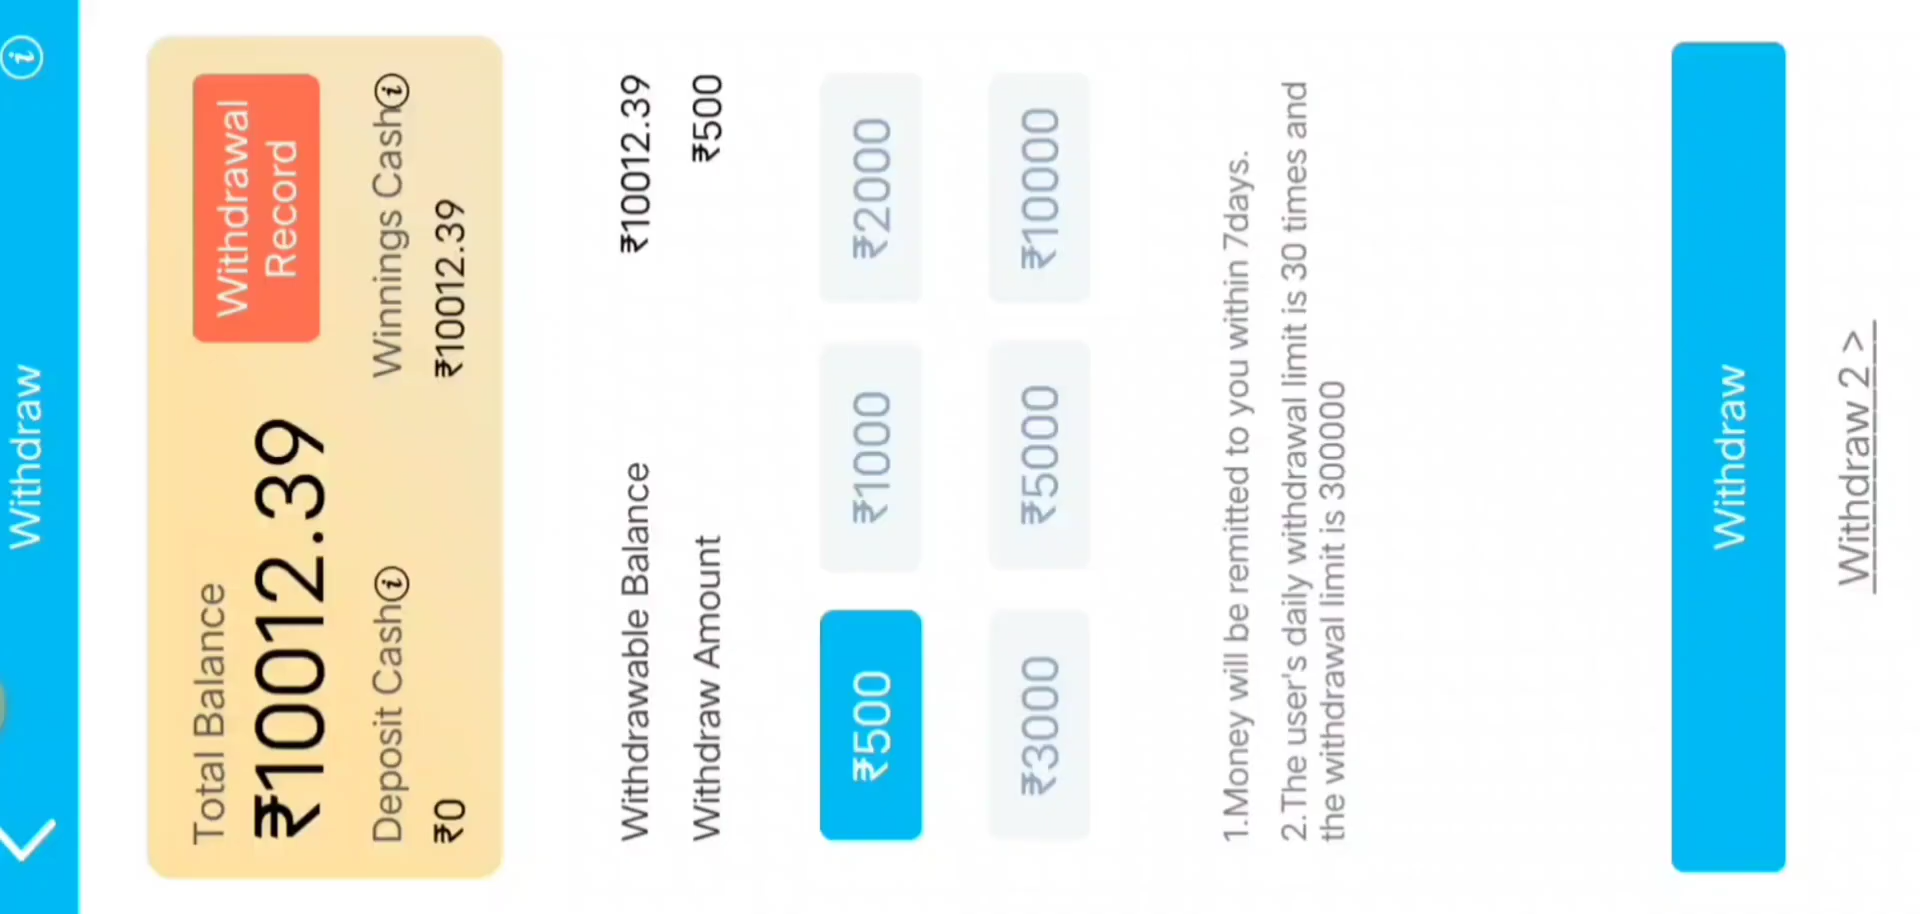 Withdraw
Total Balance
₹10012.39
Withdrawal
Record
Deposit Cash
Winnings Cash
₹0
₹10012.39
Withdrawable Balance
₹10012.39
Withdraw Amount
₹500
₹500
₹1000
₹2000
₹3000
₹5000
₹10000
1.Money will be remitted to you within 7days.
2.The user's daily withdrawal limit is 30 times and
the withdrawal limit is 300000
Withdraw
Withdraw 2 >